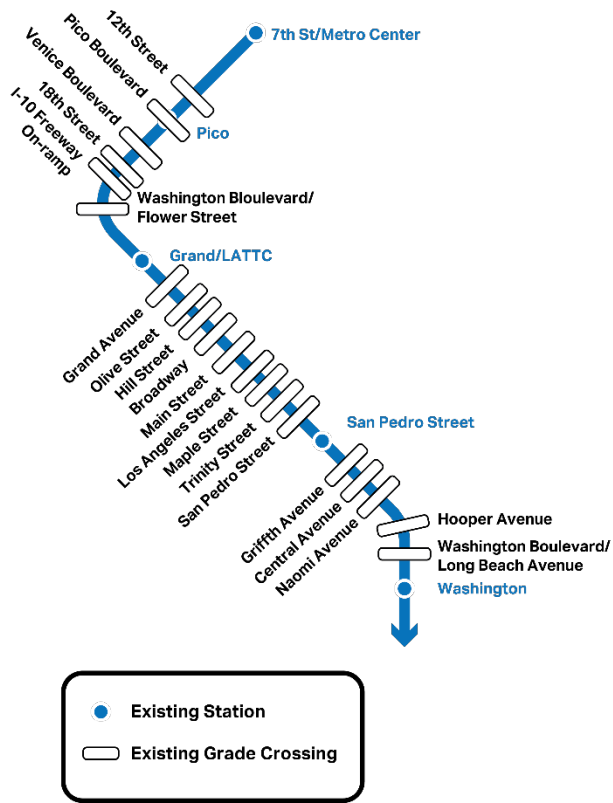 7th St/Metro Center
12th Street
Pico Boulevard
Pico
Venice Boulevard
18th Street
I-10 Freeway
On-ramp
Washington Bloulevard/
Flower Street
Grand/LATTC
Grand Avenue
Olive Street
Hill Street
Broadway
Main Street
Los Angeles Street
Maple Street
Trinity Street
San Pedro Street
San Pedro Street
Griffth Avenue
Central Avenue
Naomi Avenue
Hooper Avenue
Washington Boulevard/
Long Beach Avenue
Washington
Existing Station
Existing Grade Crossing